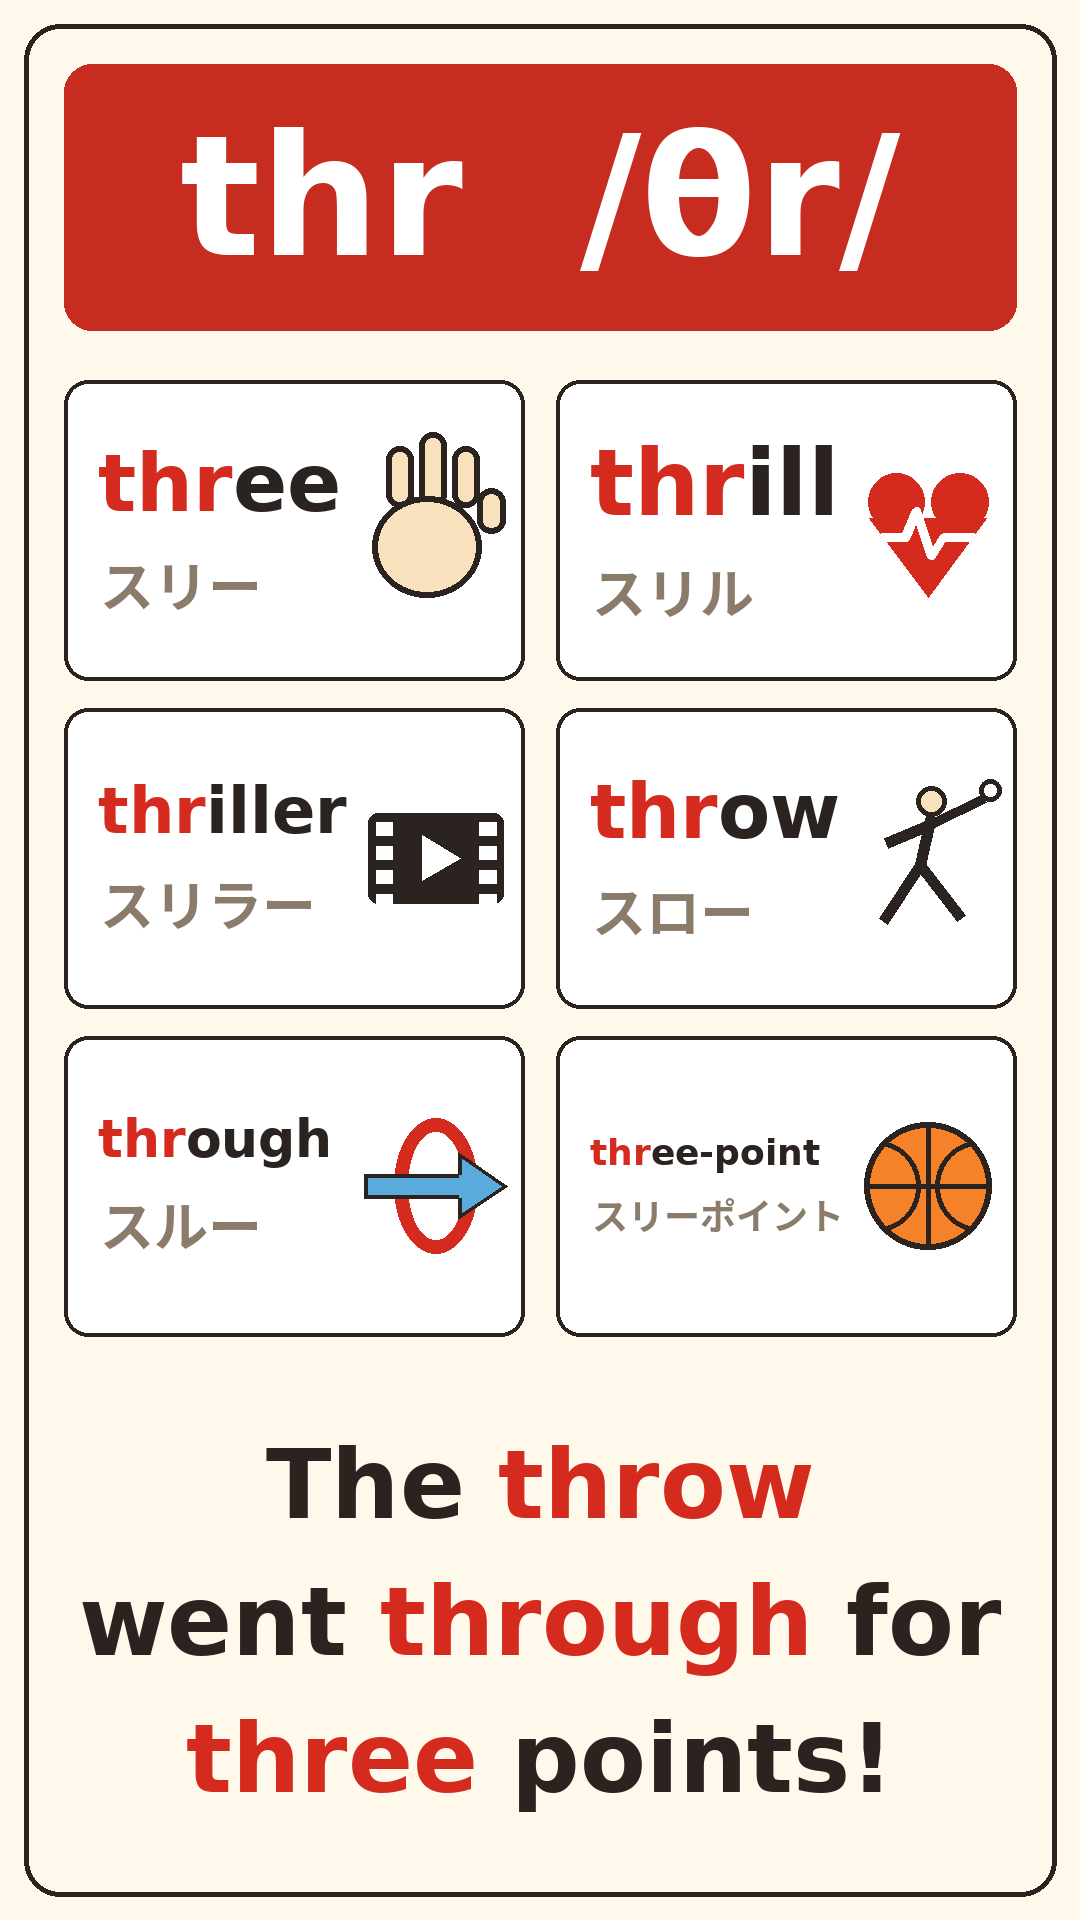 thr /θr/
three
スリー
thrill
スリル
thriller
スリラー
throw
スロー
through
スルー
three-point
スリーポイント
The throw
went through for
three points!